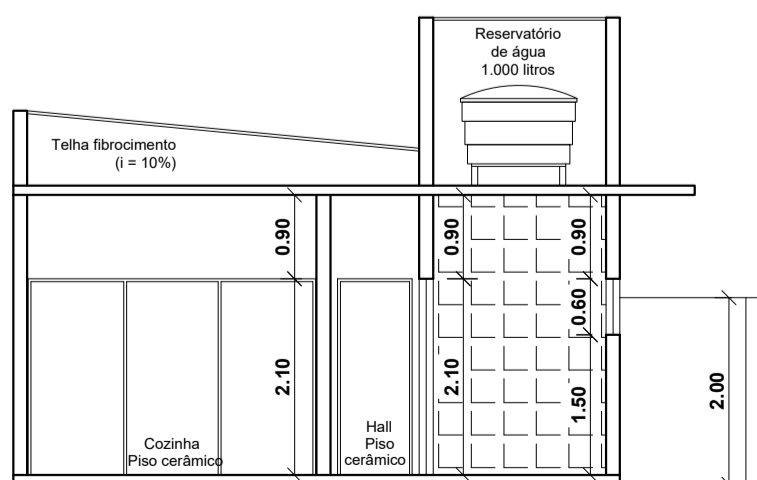 Reservatório
de água
1.000 litros
Telha fibrocimento
(i = 10%)
0.90
0.90
0.90
0.60
2.10
2.10
1.50
2.00
Cozinha
Piso cerâmico
Hall
Piso
cerâmico